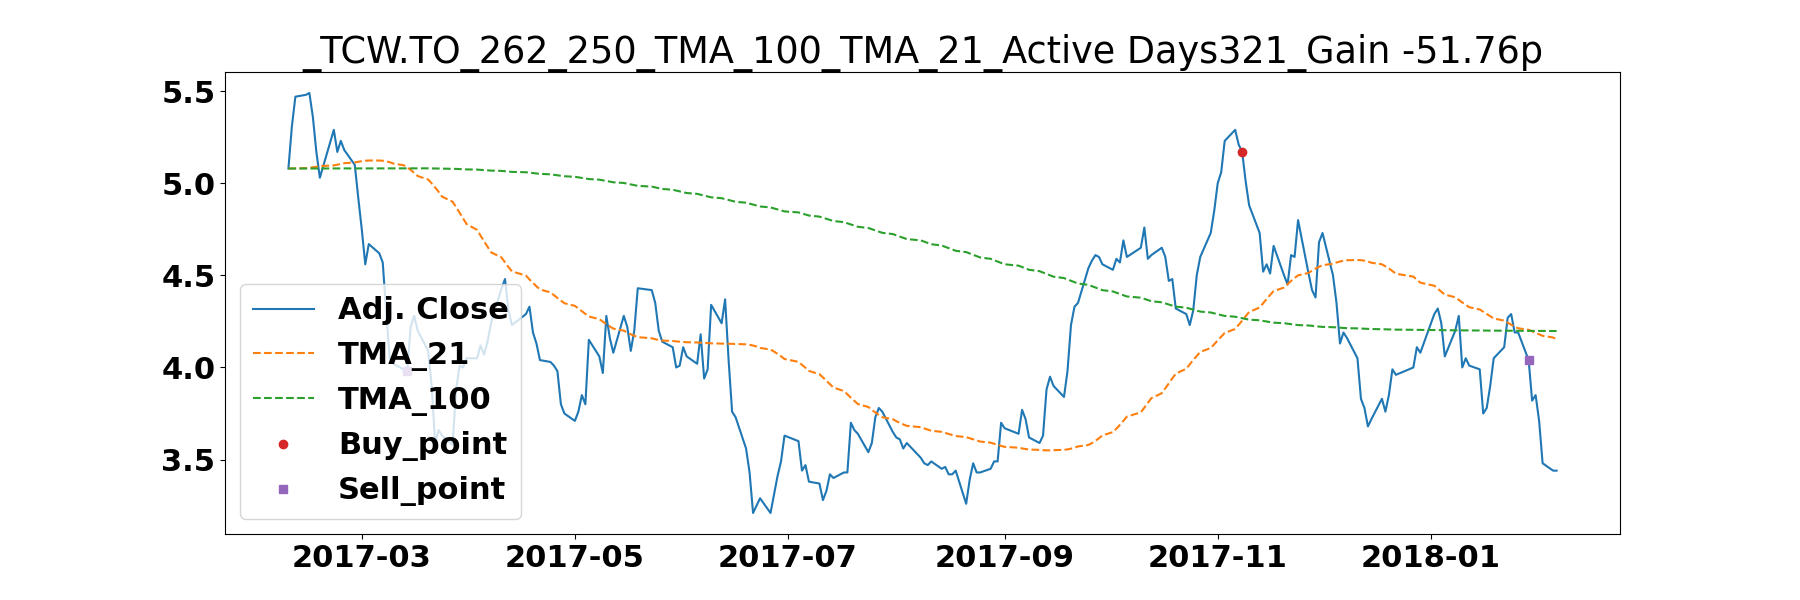 _TCW.TO_262_250_TMA_100_TMA_21_Active Days321_Gain -51.76p
5.5
5.0
4.5
4.0
3.5
Adj. Close
TMA_21
TMA_100
Buy_point
Sell_point
2017-03 2017-05 2017-07 2017-09 2017-11 2018-01